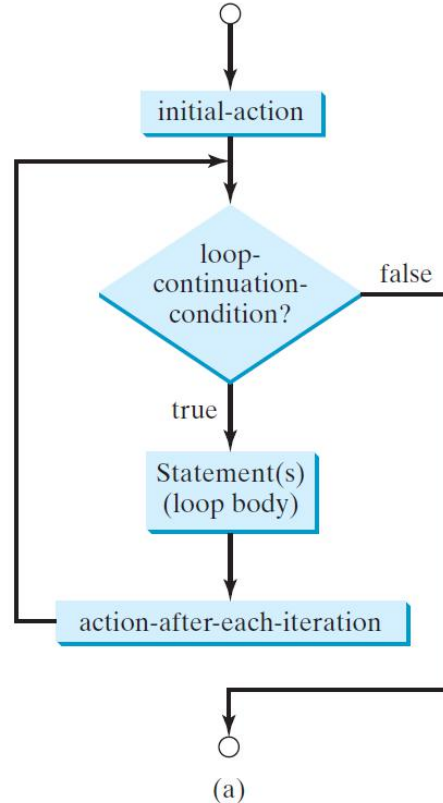 initial-action
loop-
continuation-
condition?
false
true
Statement(s)
(loop body)
action-after-each-iteration
(a)